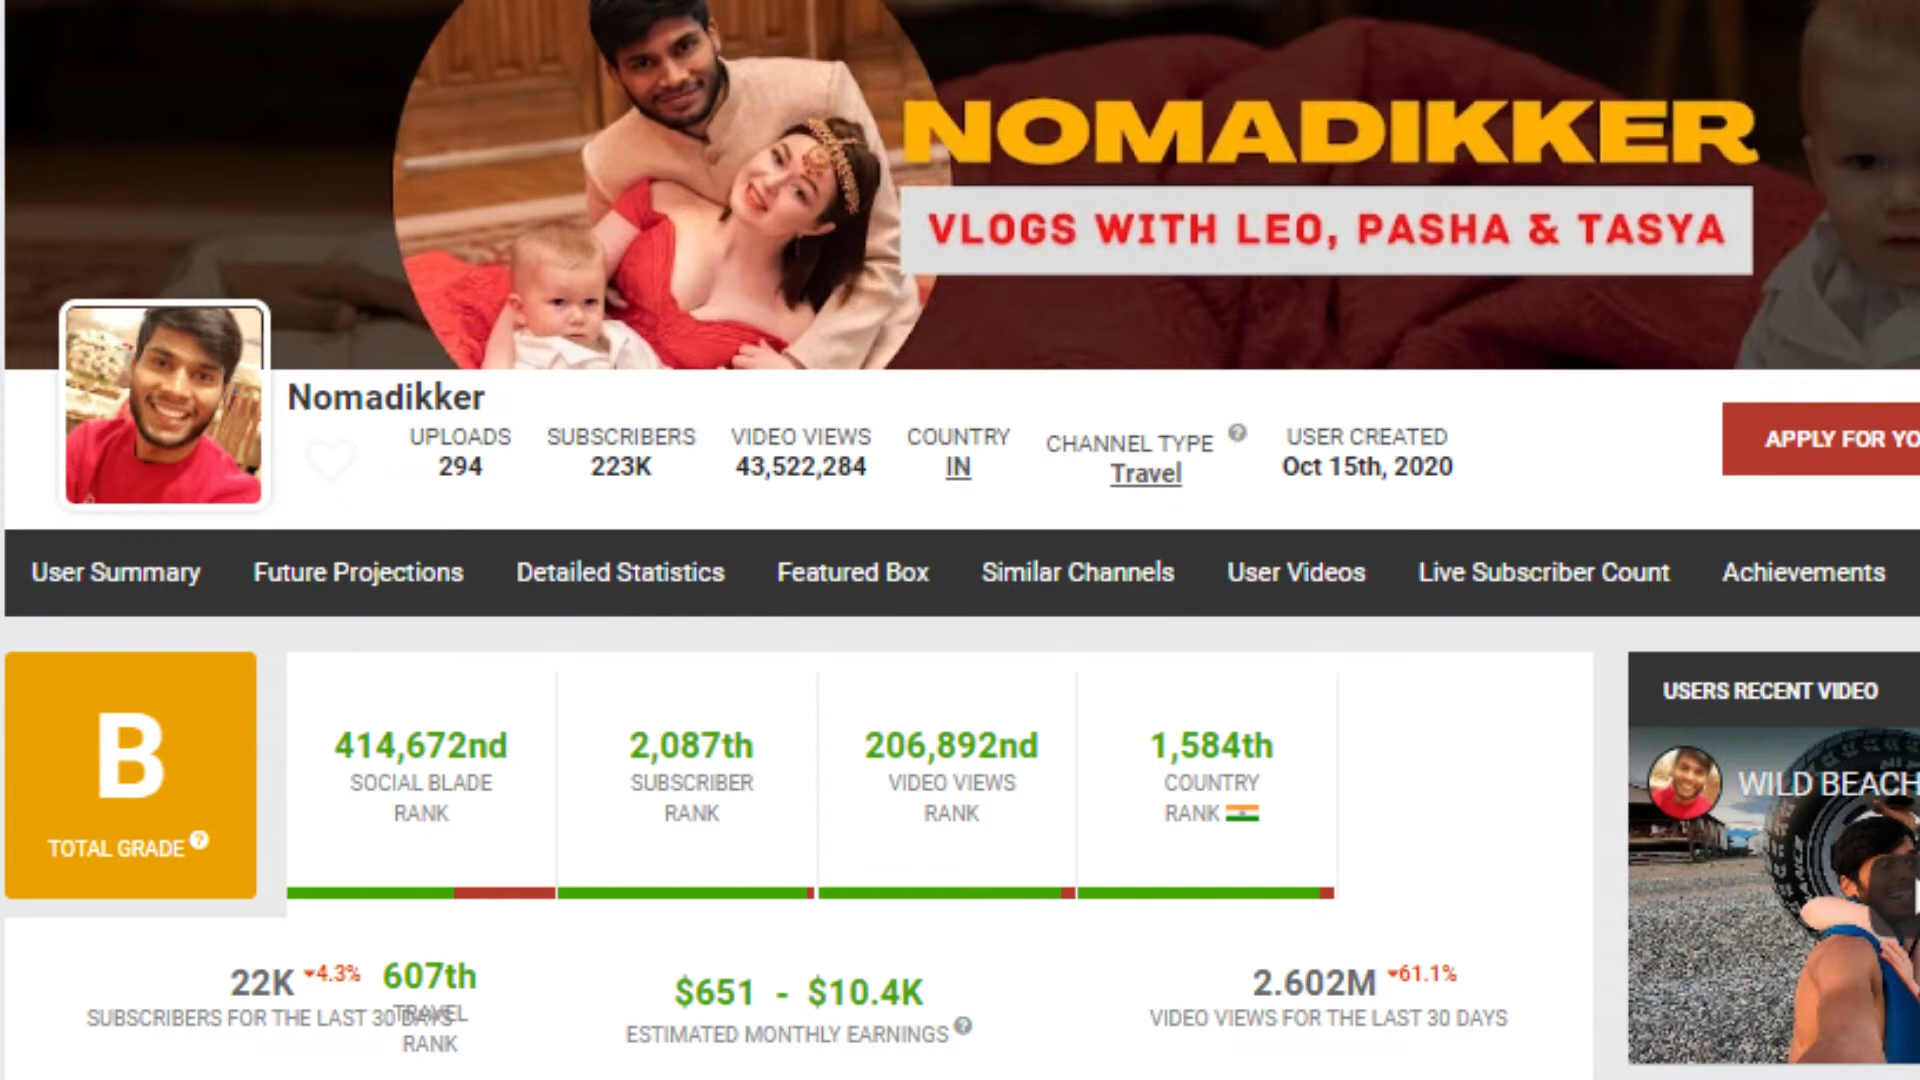 NOMADIKKER
VLOGS WITH LEO, PASHA & TASYA
Nomadikker
UPLOADS SUBSCRIBERS VIDEO VIEWS COUNTRY CHANNEL TYPE USER CREATED
294 223K 43,522,284 IN Travel Oct 15th, 2020
APPLY FOR YO
User Summary Future Projections Detailed Statistics Featured Box Similar Channels User Videos Live Subscriber Count Achievements
B
TOTAL GRADE
414,672nd
SOCIAL BLADE
RANK
2,087th
SUBSCRIBER
RANK
206,892nd
VIDEO VIEWS
RANK
1,584th
COUNTRY
RANK
USERS RECENT VIDEO
WILD BEACH
22K 4.3%
SUBSCRIBERS FOR THE LAST 30 DAYS
607th
TRAVEL
RANK
$651 - $10.4K
ESTIMATED MONTHLY EARNINGS
2.602M 61.1%
VIDEO VIEWS FOR THE LAST 30 DAYS